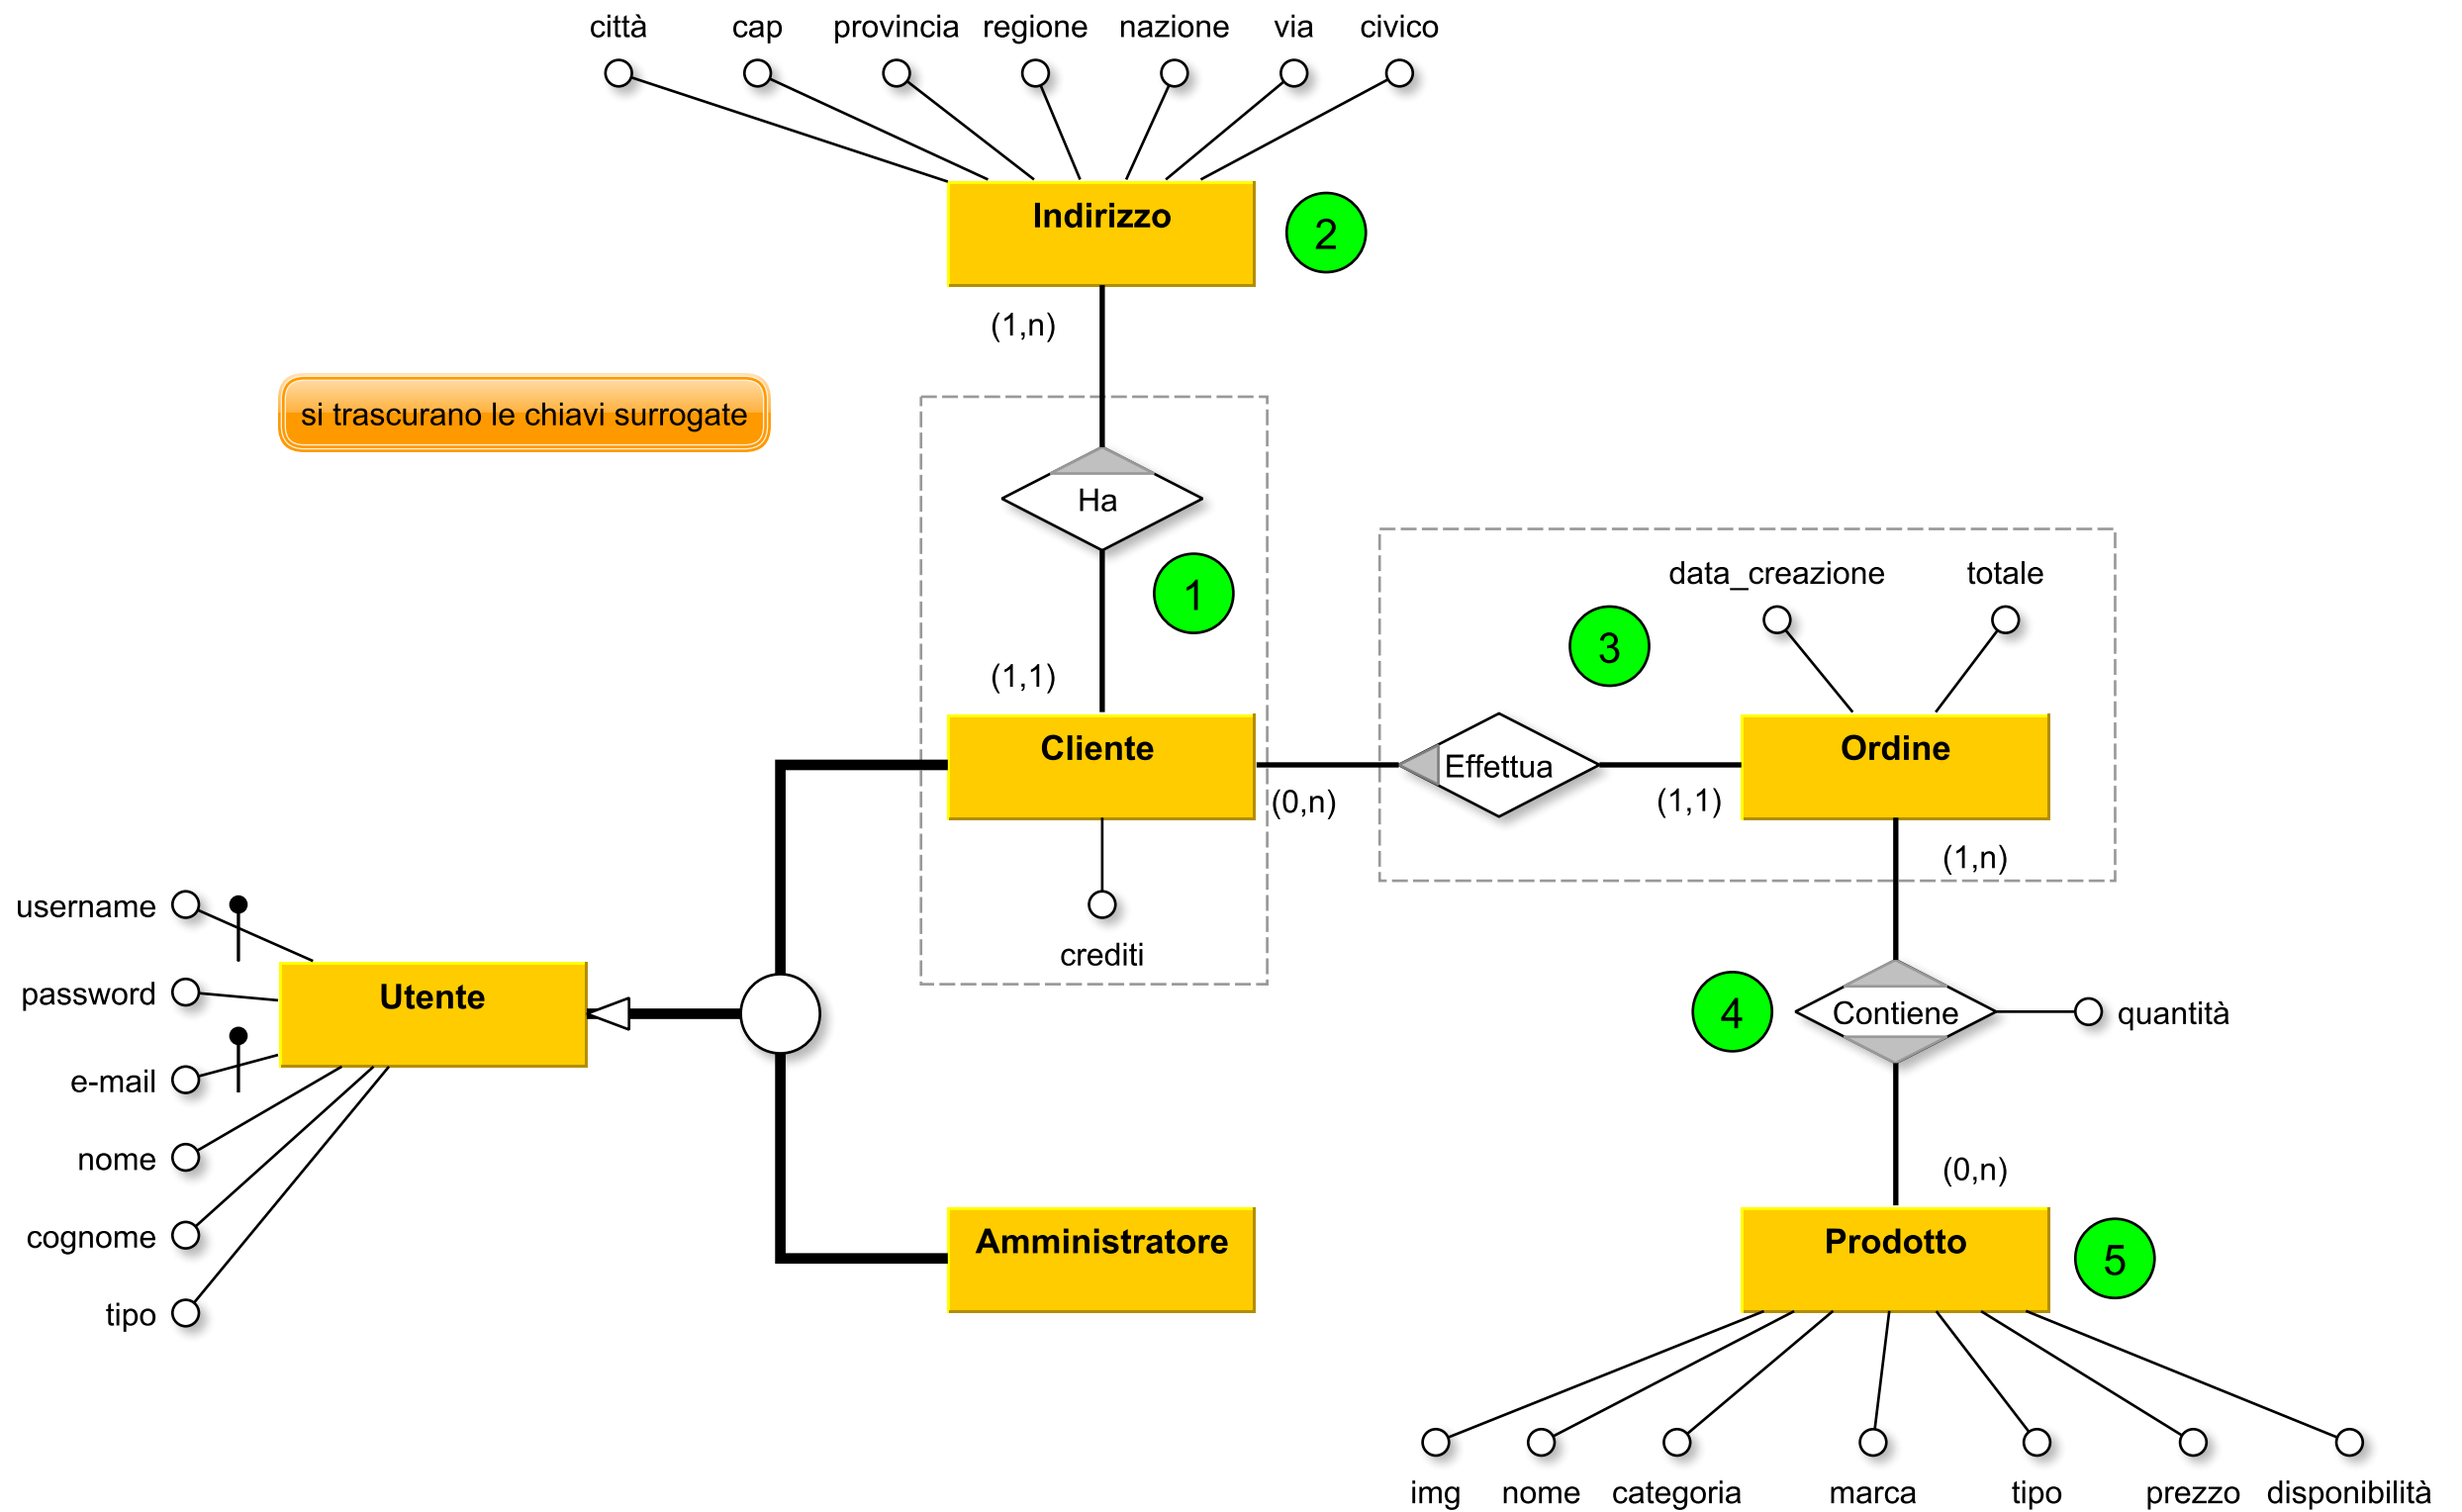 città cap provincia regione nazione via civico
Indirizzo
2
(1,n)
si trascurano le chiavi surrogate
Ha
1
(1,1)
data_creazione totale
3
Cliente
Effettua
Ordine
(0,n)
(1,1)
(1,n)
crediti
username
password
e-mail
nome
cognome
tipo
Utente
4
Contiene
quantità
(0,n)
Amministratore
Prodotto
5
img nome categoria marca tipo prezzo disponibilità